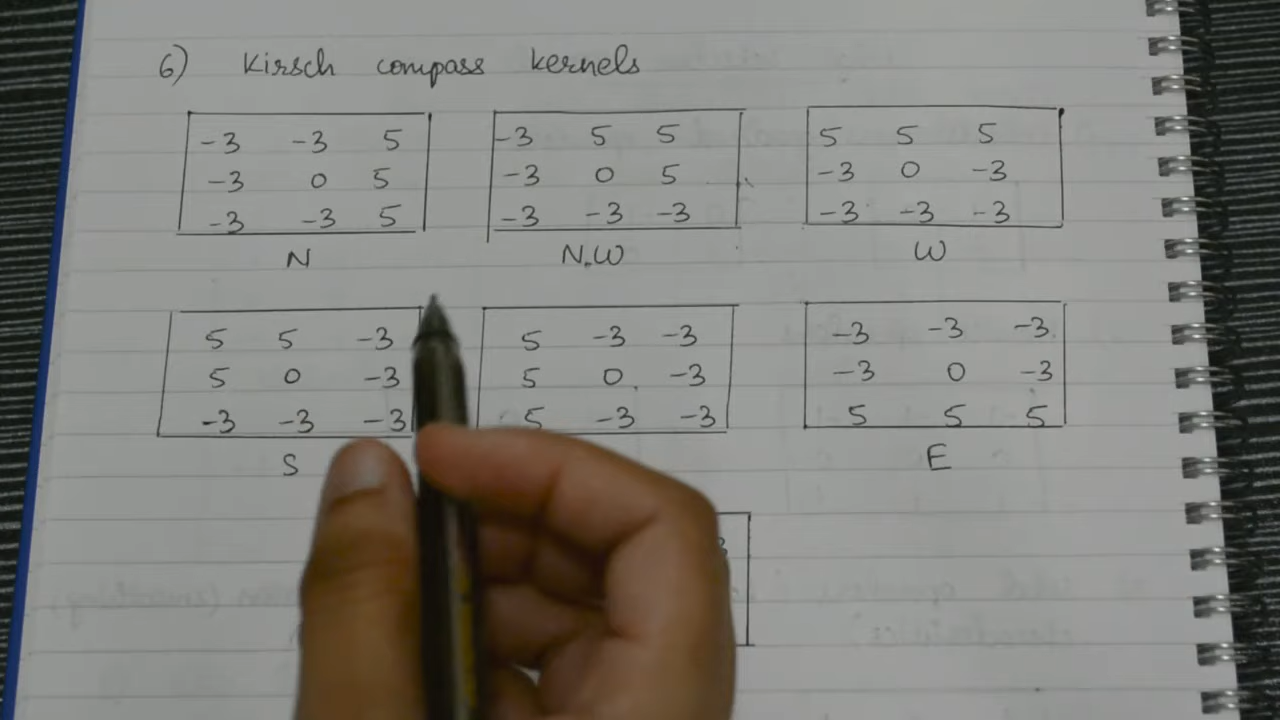 6) Kirsch compass kernels
-3 -3 5 -3 5 5 5 5 5
-3 0 5 -3 0 5 -3 0 -3
-3 -3 5 -3 -3 -3 -3 -3 -3
N N.W W
5 5 -3 5 -3 -3 -3 -3 -3
5 0 -3 5 0 -3 -3 0 -3
-3 -3 -3 5 -3 -3 5 5 5
S E